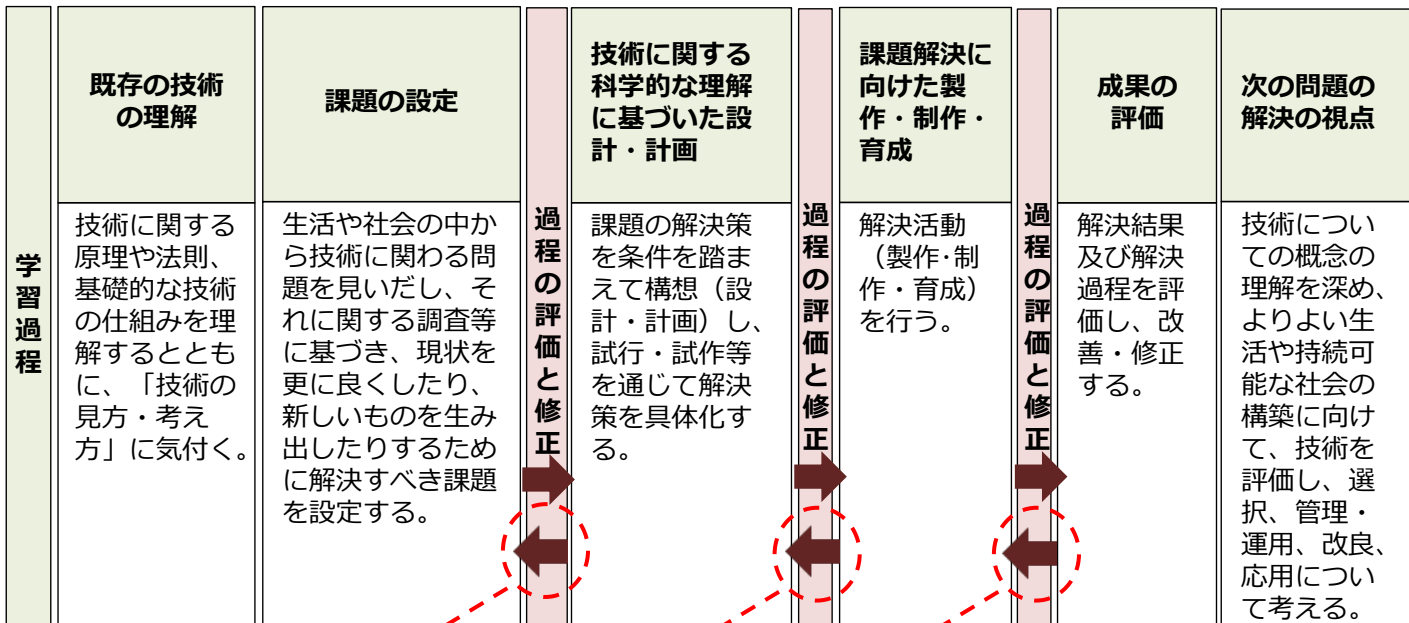 学習過程
既存の技術
の理解
技術に関する
原理や法則、
基礎的な技術
の仕組みを理
解するととも
に、「技術の
見方・考え
方」に気付く。
課題の設定
生活や社会の中か
ら技術に関わる問
題を見いだし、そ
れに関する調査等
に基づき、現状を
更に良くしたり、
新しいものを生み
出したりするため
に解決すべき課題
を設定する。
過程の評価と修正
技術に関する
科学的な理解
に基づいた設
計・計画
課題の解決策
を条件を踏ま
えて構想（設
計・計画）し、
試行・試作等
を通じて解決
策を具体化す
る。
過程の評価と修正
課題解決に
向けた製
作・制作・
育成
解決活動
（製作･制
作・育成）
を行う。
過程の評価と修正
成果の
評価
解決結果
及び解決
過程を評
価し、改
善・修正
する。
次の問題の
解決の視点
技術につい
ての概念の
理解を深め、
よりよい生
活や持続可
能な社会の
構築に向け
て、技術を
評価し、選
択、管理・
運用、改良、
応用につい
て考える。